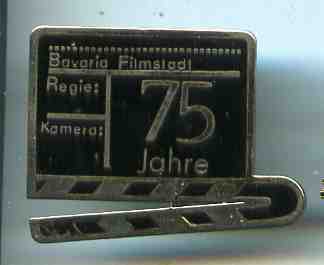 Bavaria Filmstadt
Regie:
75
Kamera:
Jahre